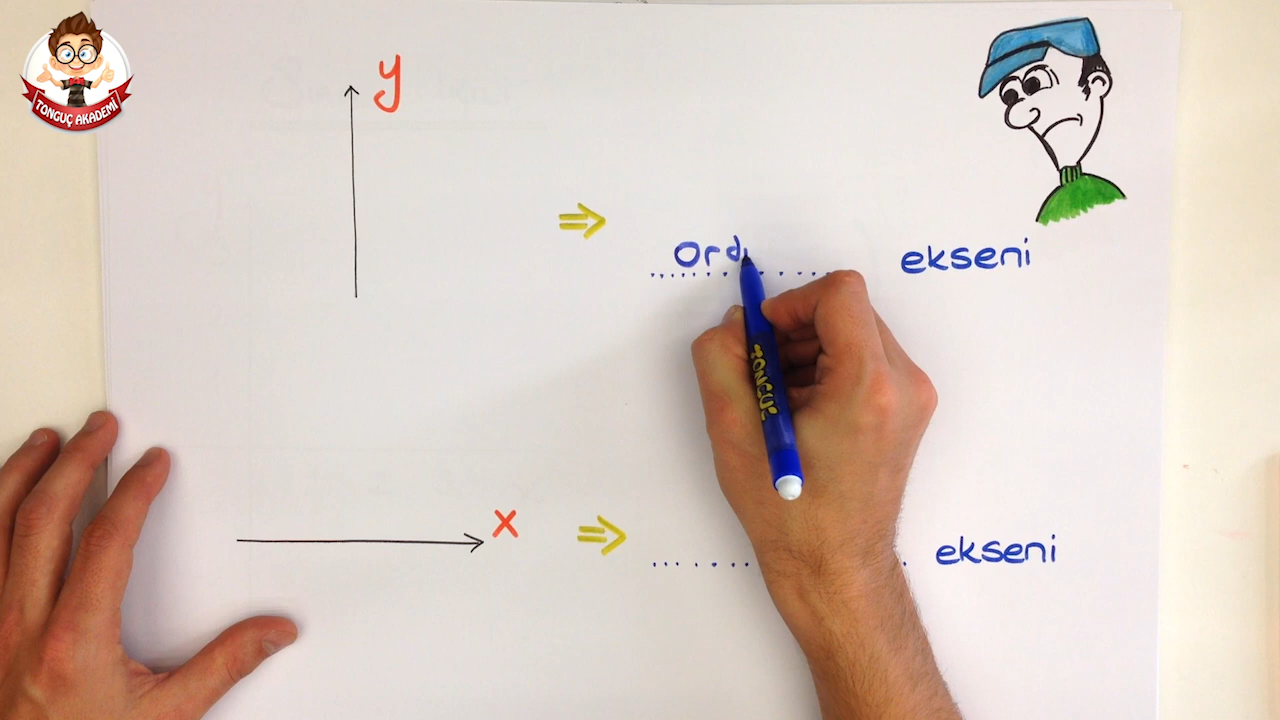 TONGUÇ AKADEMİ
y
⇒ Ord ekseni
TONGUÇ
x ⇒ ekseni